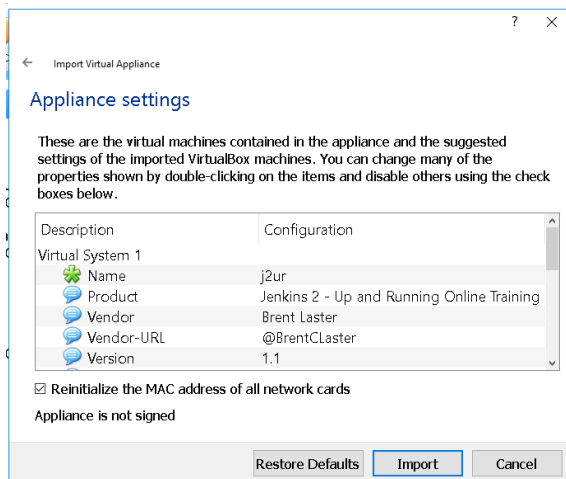 ?
Import Virtual Appliance
Appliance settings
These are the virtual machines contained in the appliance and the suggested
settings of the imported VirtualBox machines. You can change many of the
properties shown by double-clicking on the items and disable others using the check
boxes below.
Description Configuration
Virtual System 1
Name j2ur
Product Jenkins 2 - Up and Running Online Training
Vendor Brent Laster
Vendor-URL @BrentCLaster
Version 1.1
Reinitialize the MAC address of all network cards
Appliance is not signed
Restore Defaults Import Cancel